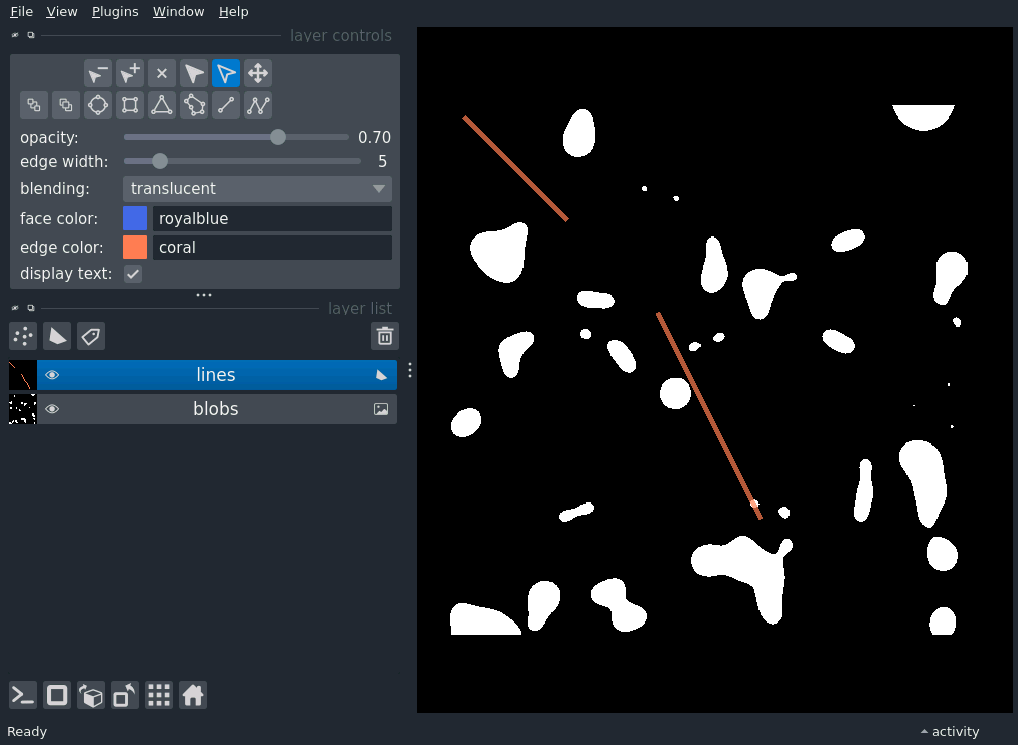 File View Plugins Window Help
layer controls
opacity: 0.70
edge width: 5
blending: translucent
face color: royalblue
edge color: coral
display text:
layer list
lines
blobs
Ready
activity